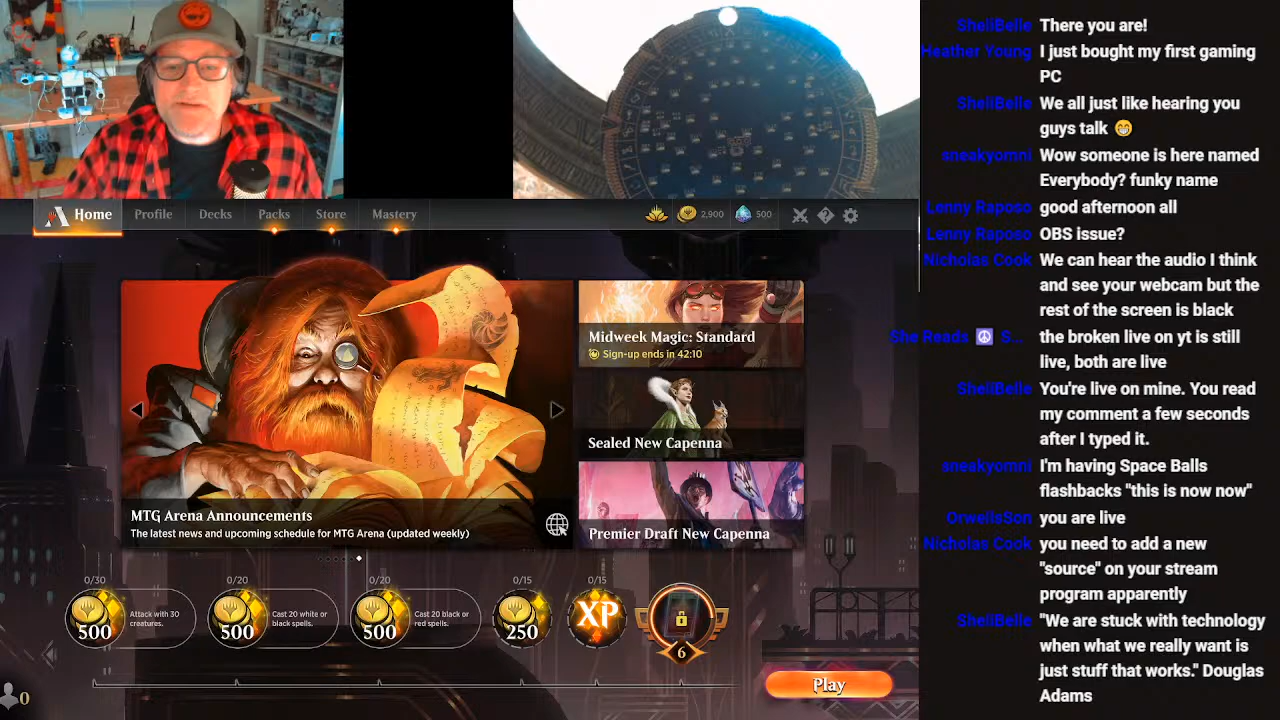 Home
Profile
Decks
Packs
Store
Mastery
2,900
500
Midweek Magic: Standard
Sign-up ends in 42:10
Sealed New Capenna
MTG Arena Announcements
The latest news and upcoming schedule for MTG Arena (updated weekly)
Premier Draft New Capenna
0/30
500
Attack with 30
creatures.
0/20
500
Cast 20 white or
black spells.
0/20
500
Cast 20 black or
red spells.
0/15
250
0/15
XP
6
Play
0
SheliBelle There you are!
Heather Young I just bought my first gaming
PC
SheliBelle We all just like hearing you
guys talk 😁
sneakyomni Wow someone is here named
Everybody? funky name
Lenny Raposo good afternoon all
Lenny Raposo OBS issue?
Nicholas Cook We can hear the audio I think
and see your webcam but the
rest of the screen is black
She Reads ☮ S... the broken live on yt is still
live, both are live
SheliBelle You're live on mine. You read
my comment a few seconds
after I typed it.
sneakyomni I'm having Space Balls
flashbacks "this is now now"
OrwellsSon you are live
Nicholas Cook you need to add a new
"source" on your stream
program apparently
SheliBelle "We are stuck with technology
when what we really want is
just stuff that works." Douglas
Adams